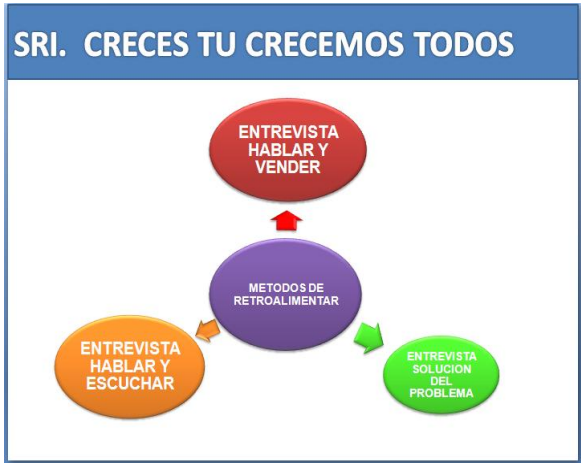 SRI. CRECES TU CRECEMOS TODOS
ENTREVISTA
HABLAR Y
VENDER
METODOS DE
RETROALIMENTAR
ENTREVISTA
HABLAR Y
ESCUCHAR
ENTREVISTA
SOLUCION
DEL
PROBLEMA